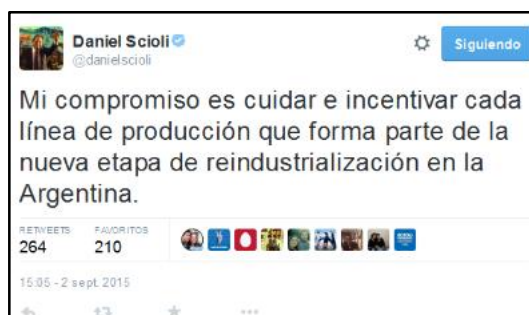 Daniel Scioli
@danielscioli
Siguiendo
Mi compromiso es cuidar e incentivar cada
línea de producción que forma parte de la
nueva etapa de reindustrialización en la
Argentina.
RETWEETS FAVORITOS
264 210
15:05 - 2 sept. 2015